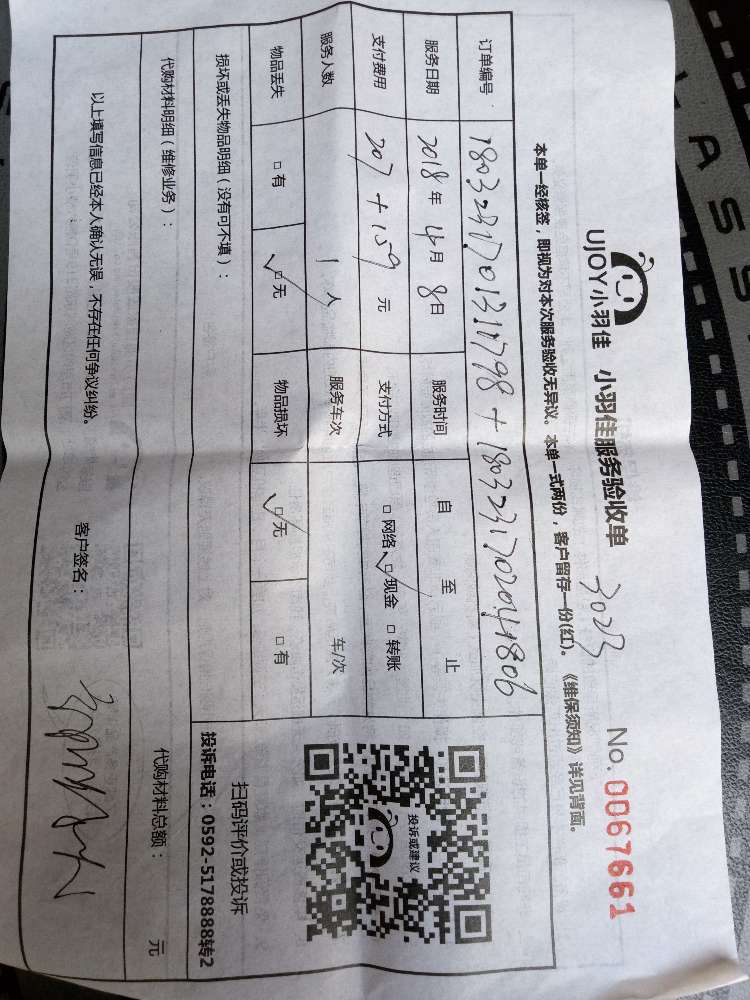 UJOY小羽佳 小羽佳服务验收单 3023 No. 0067661
本单一经核签，即视为对本次服务验收无异议。本单一式两份，客户留存一份(红)。《维保须知》详见背面。
订单编号
服务日期 2018 年 4 月 8 日 服务时间 自 至 止
支付费用 207 + 159 元 支付方式 □ 网络 ☑ 现金 □ 转账
服务人数 1 人 服务车次 车/次
物品丢失 □ 有 ☑ 无 物品损坏 ☑ 无 □ 有
损坏或丢失物品明细（没有可不填）：
投诉或建议
扫码评价或投诉
投诉电话：0592-5178888转2
代购材料明细（维修业务）： 代购材料总额： 元
以上填写信息已经本人确认无误，不存在任何争议纠纷。 客户签名：